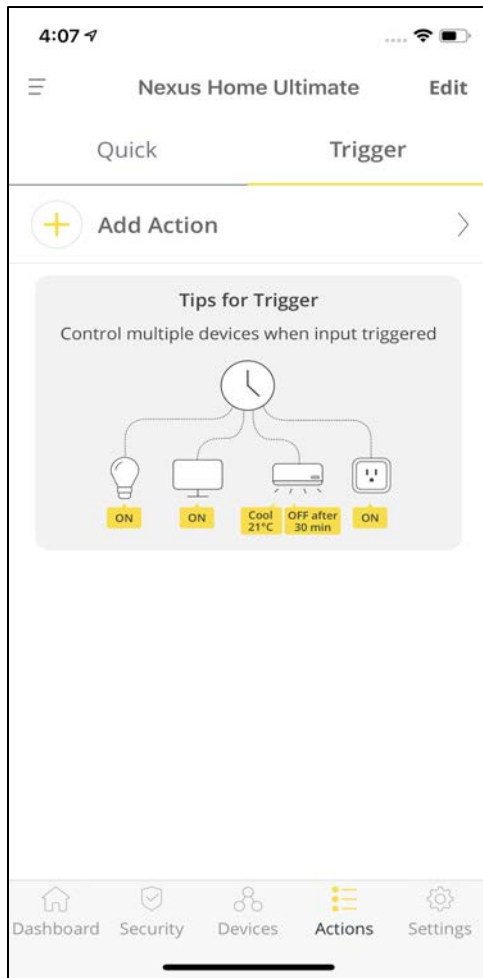 4:07
Nexus Home Ultimate Edit
Quick Trigger
Add Action
Tips for Trigger
Control multiple devices when input triggered
ON ON Cool OFF after ON
21°C 30 min
Dashboard Security Devices Actions Settings